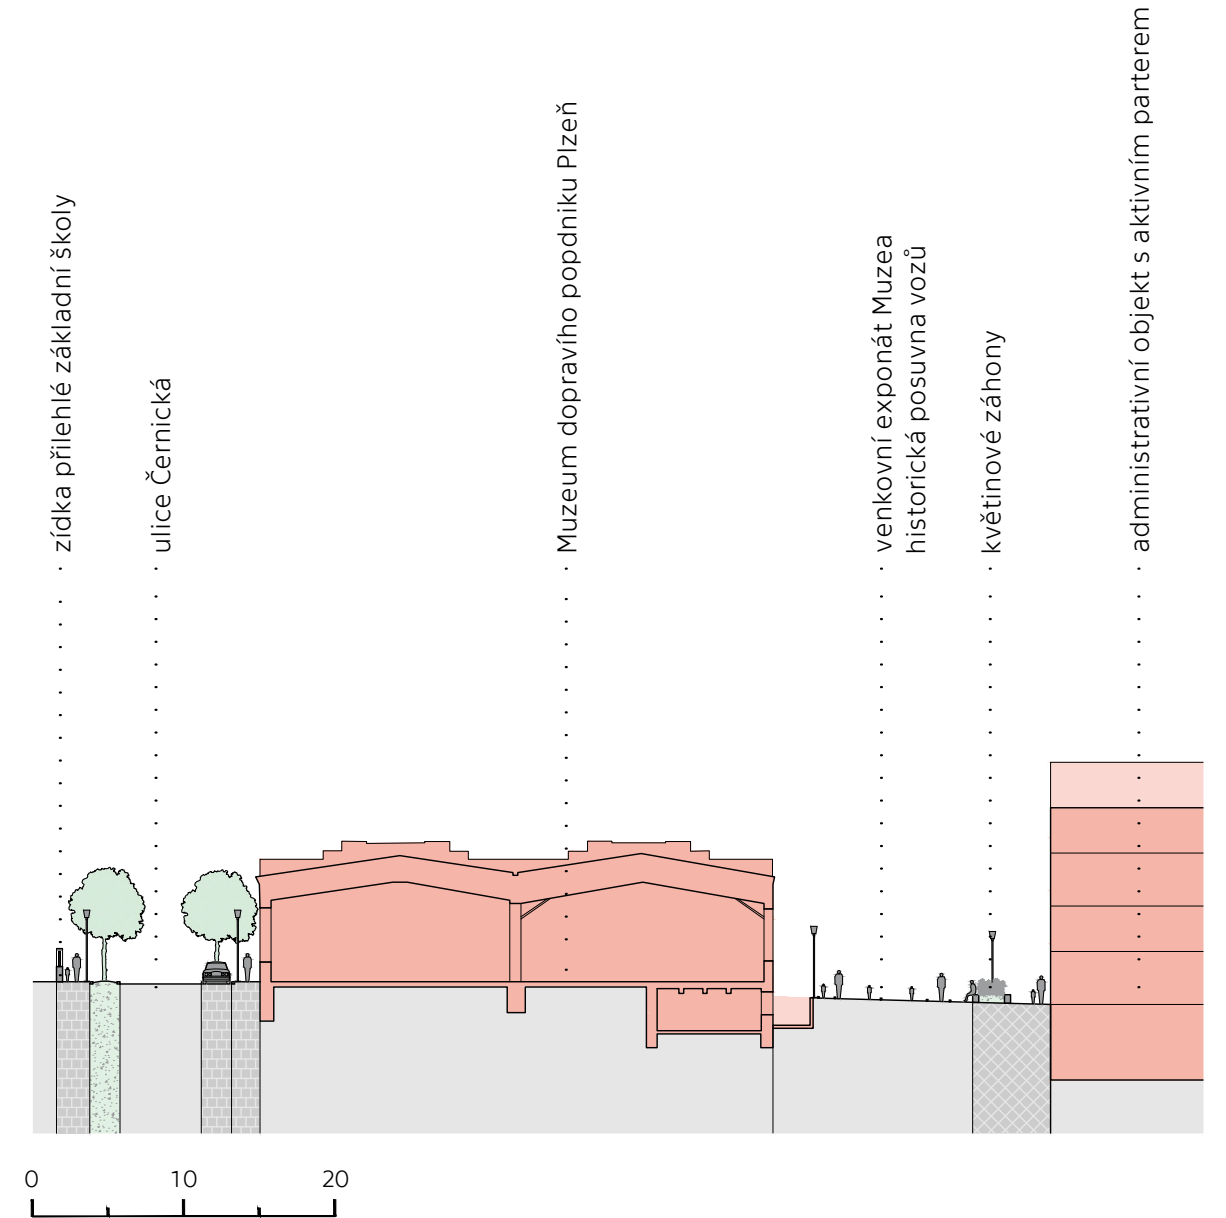 zídka přilehlé základní školy
ulice Černická
Muzeum dopravího popdniku Plzeň
venkovní exponát Muzea
historická posuvna vozů
květinové záhony
administrativní objekt s aktivním parterem
0 10 20